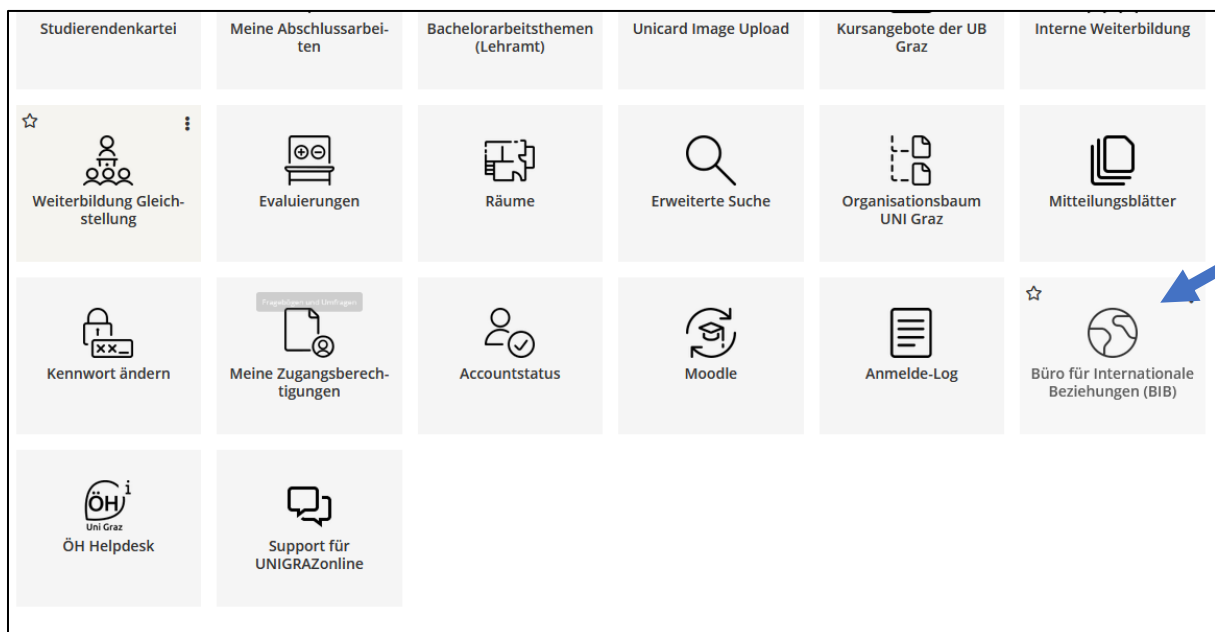 Studierendenkartei
Meine Abschlussarbei-
ten
Bachelorarbeitsthemen
(Lehramt)
Unicard Image Upload
Kursangebote der UB
Graz
Interne Weiterbildung
Weiterbildung Gleich-
stellung
Evaluierungen
Räume
Erweiterte Suche
Organisationsbaum
UNI Graz
Mitteilungsblätter
xx_
Kennwort ändern
Fragebögen und Umfragen
Meine Zugangsberech-
tigungen
Accountstatus
Moodle
Anmelde-Log
Büro für Internationale
Beziehungen (BIB)
ÖH i
Uni Graz
ÖH Helpdesk
Support für
UNIGRAZonline